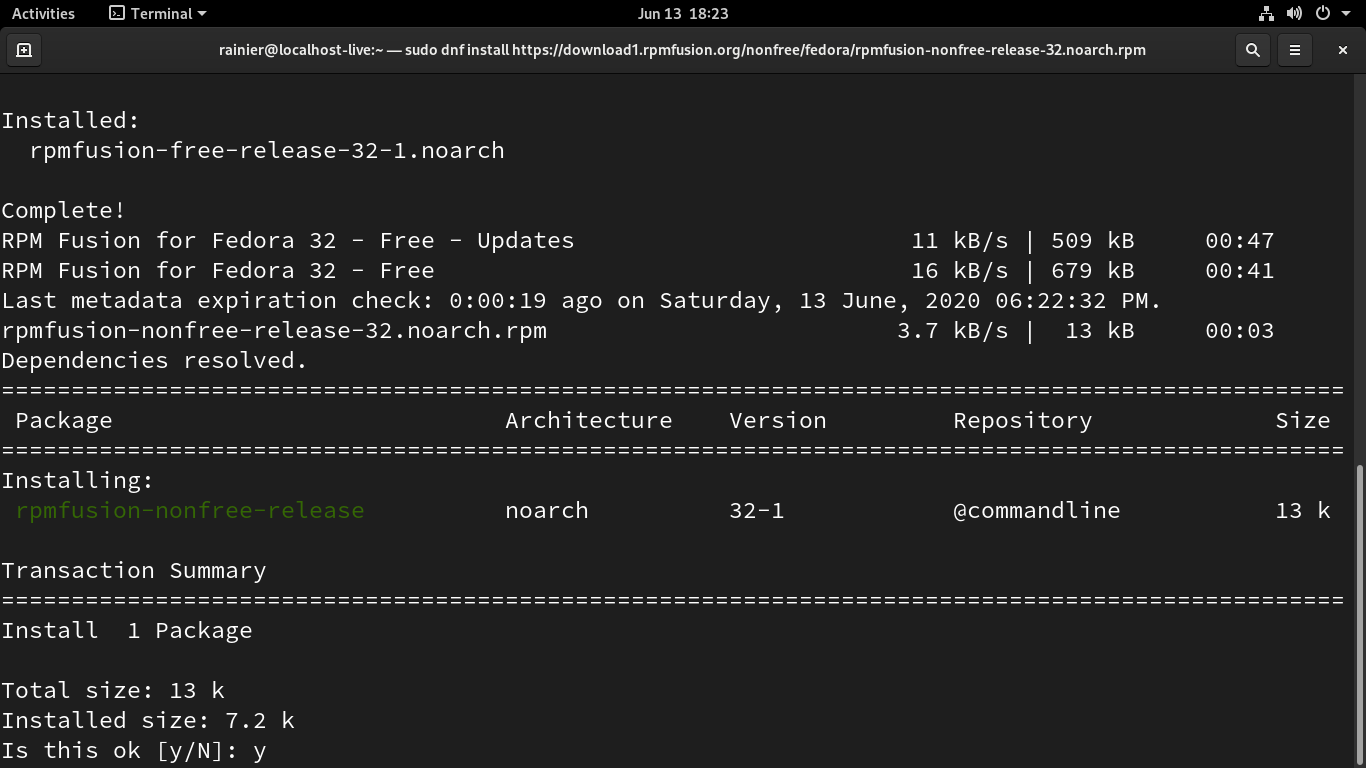 Activities Terminal Jun 13 18:23
rainier@localhost-live:~ — sudo dnf install https://download1.rpmfusion.org/nonfree/fedora/rpmfusion-nonfree-release-32.noarch.rpm
Installed:
  rpmfusion-free-release-32-1.noarch
Complete!
RPM Fusion for Fedora 32 - Free - Updates                        11 kB/s | 509 kB     00:47
RPM Fusion for Fedora 32 - Free                                  16 kB/s | 679 kB     00:41
Last metadata expiration check: 0:00:19 ago on Saturday, 13 June, 2020 06:22:32 PM.
rpmfusion-nonfree-release-32.noarch.rpm                         3.7 kB/s |  13 kB     00:03
Dependencies resolved.
================================================================================================
 Package                            Architecture    Version         Repository             Size
================================================================================================
Installing:
 rpmfusion-nonfree-release          noarch          32-1            @commandline           13 k
Transaction Summary
================================================================================================
Install  1 Package
Total size: 13 k
Installed size: 7.2 k
Is this ok [y/N]: y